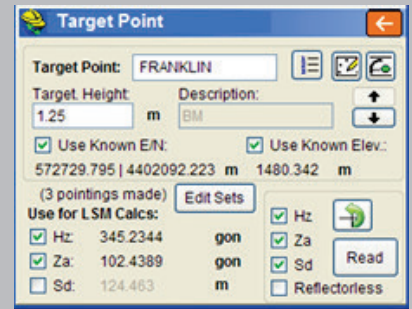 Target Point
Target Point: FRANKLIN
Target. Height: Description:
1.25 m BM
Use Known E/N: Use Known Elev.:
572729.795 | 4402092.223 m 1480.342 m
(3 pointings made) Edit Sets
Use for LSM Calcs:
Hz: 345.2344 gon
Za: 102.4389 gon
Sd: 124.463 m
Hz
Za
Sd Read
Reflectorless